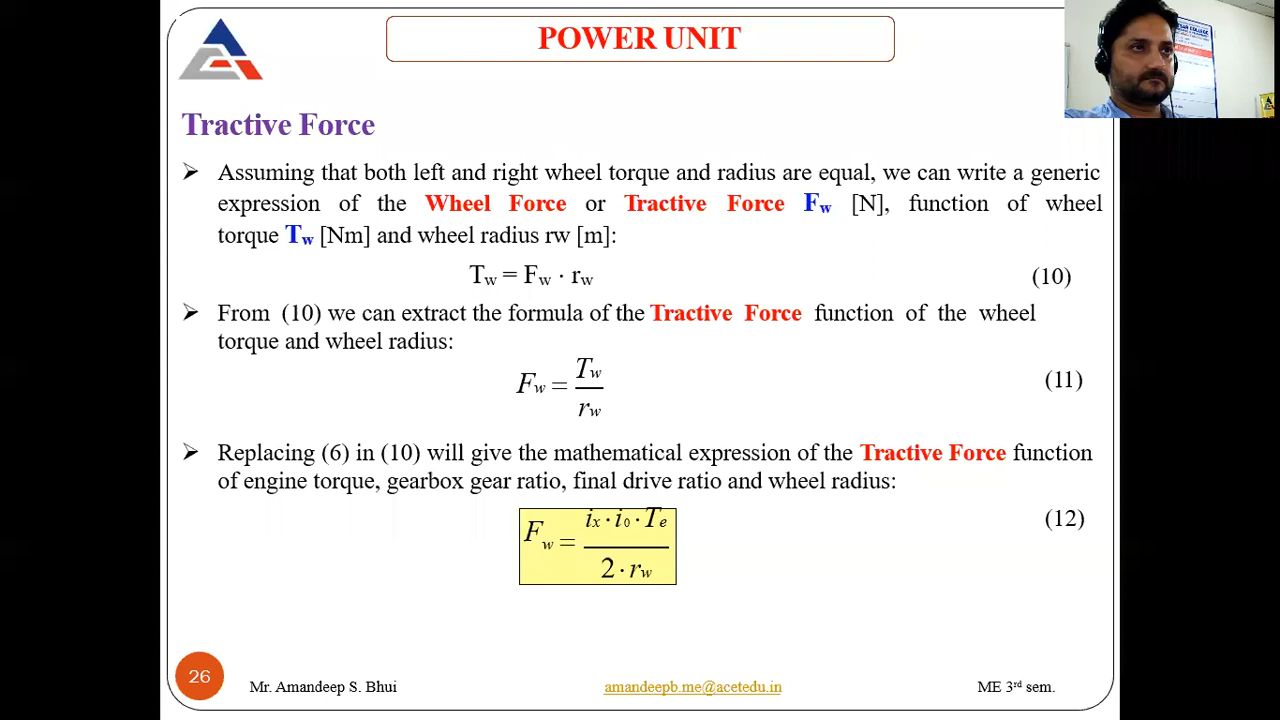 POWER UNIT
Tractive Force
➢ Assuming that both left and right wheel torque and radius are equal, we can write a generic
expression of the Wheel Force or Tractive Force Fw [N], function of wheel
torque Tw [Nm] and wheel radius rw [m]:
Tw = Fw · rw (10)
➢ From (10) we can extract the formula of the Tractive Force function of the wheel
torque and wheel radius:
Fw = Tw / rw (11)
➢ Replacing (6) in (10) will give the mathematical expression of the Tractive Force function
of engine torque, gearbox gear ratio, final drive ratio and wheel radius:
Fw = ix · i0 · Te / 2 · rw (12)
26 Mr. Amandeep S. Bhui amandeepb.me@acetedu.in ME 3rd sem.